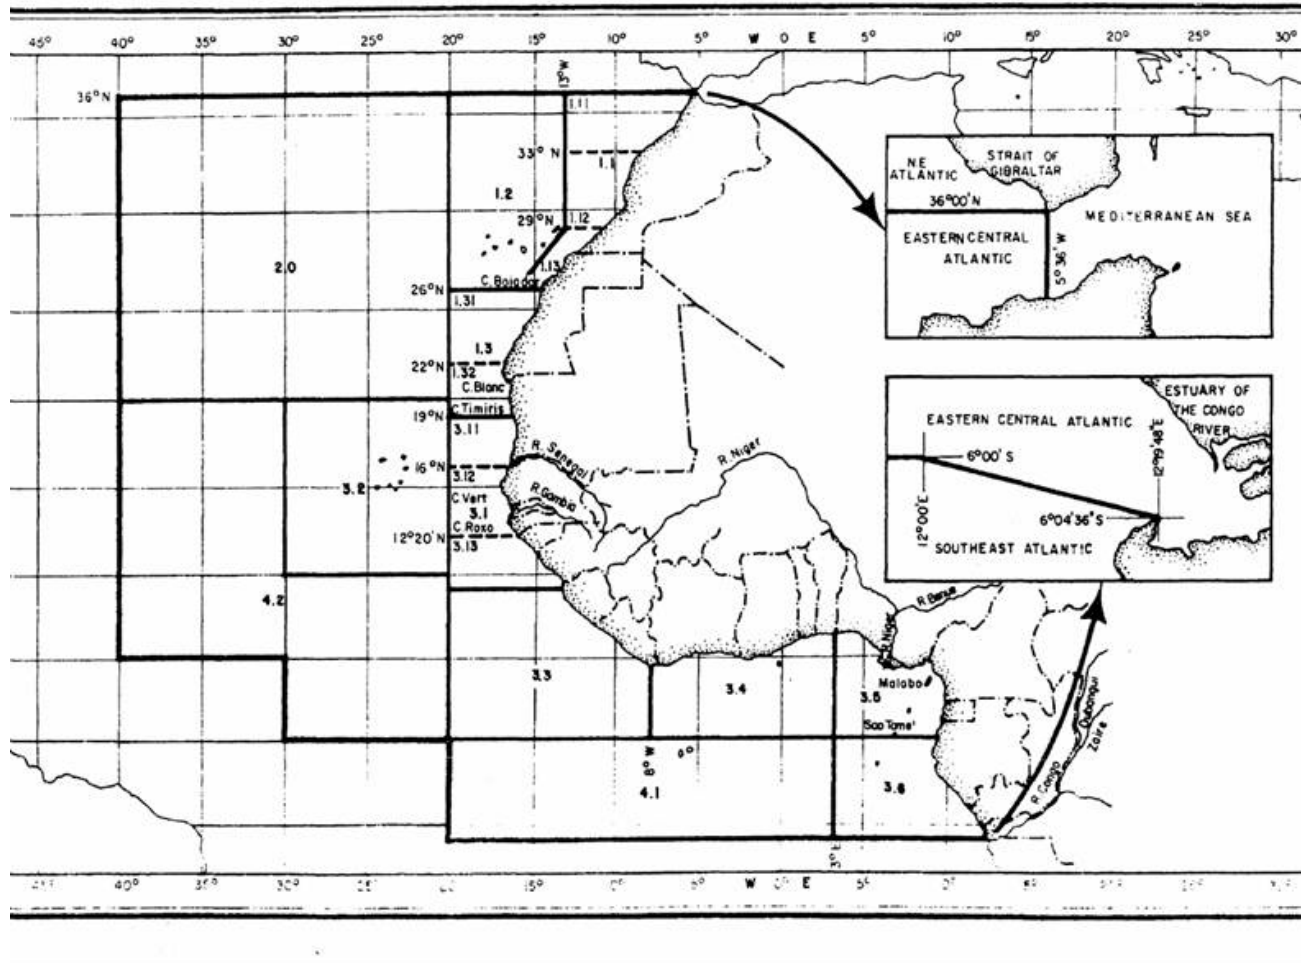 45° 40° 35° 30° 20° 15° 10° 5° W 0 E 5° 10° 15° 20° 25° 30°
36°N
13°W
1.11
33° N
1.1
1.2
29°N
1.12
2.0
1.13
C. Bojador
26°N
1.31
1.3
22°N
1.32
C. Blanc
19°N
C. Timiris
3.11
R. Senegal
R. Niger
16°N
3.12
3.2
C. Vert
R. Gambia
3.1
C. Roxo
12°20' N
3.13
4.2
R. Benue
R. Niger
3.3
3.4
Malabo
3.5
Sao Tome'
8° W
4.1
3.6
3° E
R. Congo
Oubangui
Zaire
NE
ATLANTIC
STRAIT OF
GIBRALTAR
36°00' N
MEDITERRANEAN SEA
EASTERN CENTRAL
ATLANTIC
5° 36' W
ESTUARY OF
THE CONGO
RIVER
EASTERN CENTRAL ATLANTIC
6°00' S
12°00' E
12°19'48" E
6°04'36" S
SOUTHEAST ATLANTIC
40° 35° 30° 15° 10° 5° W E 5°